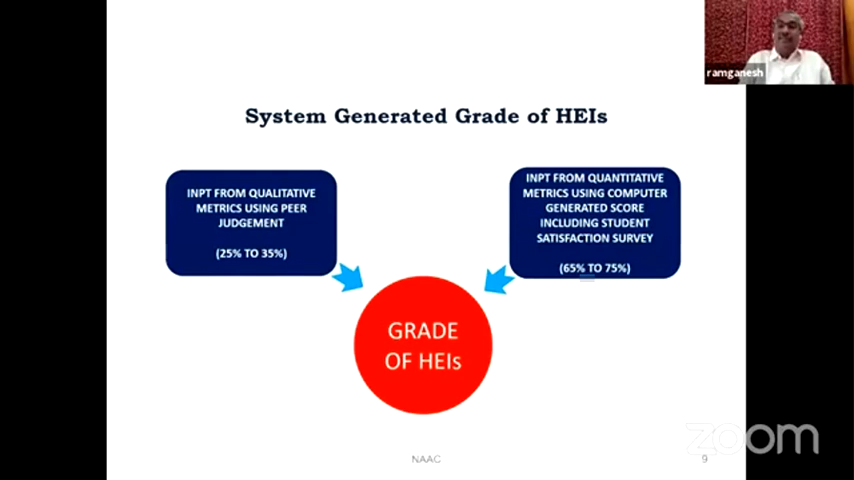 ramganesh
System Generated Grade of HEIs
INPT FROM QUALITATIVE
METRICS USING PEER
JUDGEMENT
(25% TO 35%)
INPT FROM QUANTITATIVE
METRICS USING COMPUTER
GENERATED SCORE
INCLUDING STUDENT
SATISFACTION SURVEY
(65% TO 75%)
GRADE
OF HEIs
zoom
NAAC
9